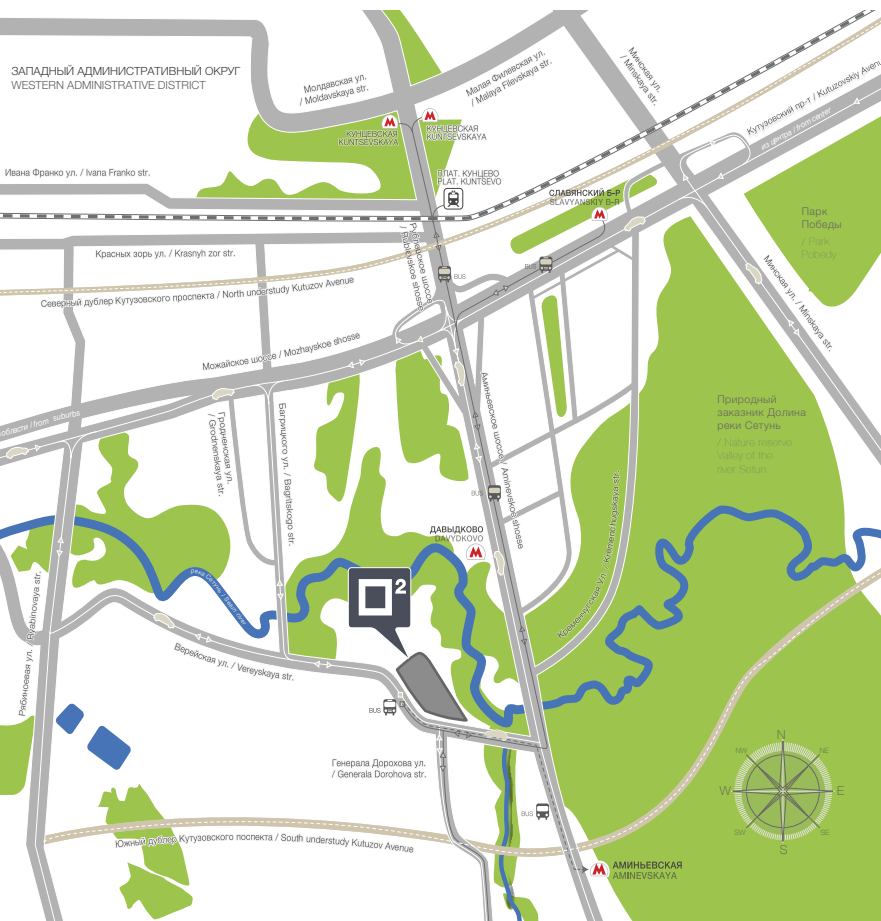 ЗАПАДНЫЙ АДМИНИСТРАТИВНЫЙ ОКРУГ
WESTERN ADMINISTRATIVE DISTRICT
Молдавская ул.
/ Moldavskaya str.
Малая Филевская ул.
/ Malaya Filevskaya str.
Минская ул.
/ Minskaya str.
Кутузовский пр-т / Kutuzovskiy Avenu
из центра / from center
КУНЦЕВСКАЯ
KUNTSEVSKAYA
КУНЦЕВСКАЯ
KUNTSEVSKAYA
Ивана Франко ул. / Ivana Franko str.
ПЛАТ. КУНЦЕВО
PLAT. KUNTSEVO
СЛАВЯНСКИЙ Б-Р
SLAVYANSKIY B-R
Парк
Победы
/ Park
Pobedy
Рублевское шоссе
/ Rublevskoe shosse
Красных зорь ул. / Krasnyh zor str.
BUS
BUS
Минская ул. / Minskaya str.
Северный дублер Кутузовского проспекта / North understudy Kutuzov Avenue
Можайское шоссе / Mozhayskoe shosse
области / from suburbs
Гродненская ул.
/ Grodnenskaya str.
Багрицкого ул. / Bagritskogo str.
Аминьевское шоссе / Aminevskoe shosse
Природный
заказник Долина
реки Сетунь
/ Nature reserve
Valley of the
river Setun
BUS
Кременчугская Ул. / Kremenchugskaya str.
ДАВЫДКОВО
DAVYDKOVO
река Сетунь / Setun river
2
Рябиновая ул. / Ryabinovaya str.
Верейская ул. / Vereyskaya str.
BUS
Генерала Дорохова ул.
/ Generala Dorohova str.
BUS
Южный дублер Кутузовского поспекта / South understudy Kutuzov Avenue
АМИНЬЕВСКАЯ
AMINEVSKAYA
N
NW
NE
W
E
SW
SE
S